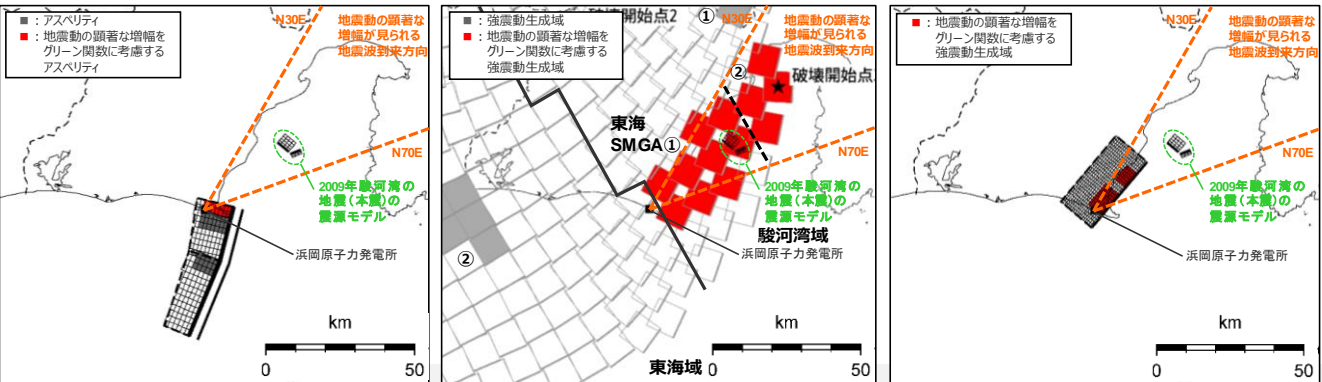 ■ : アスペリティ
■ : 地震動の顕著な増幅を
グリーン関数に考慮する
アスペリティ
N30E
地震動の顕著な
増幅が見られる
地震波到来方向
N70E
2009年駿河湾の
地震(本震)の
震源モデル
浜岡原子力発電所
km
0
50
■ : 強震動生成域
■ : 地震動の顕著な増幅を
グリーン関数に考慮する
強震動生成域
破壊開始点2
①
N30E
地震動の顕著な
増幅が見られる
地震波到来方向
②
破壊開始点
東海
SMGA①
N70E
2009年駿河湾の
地震(本震)の
震源モデル
駿河湾域
浜岡原子力発電所
②
km
東海域
0
50
■ : 地震動の顕著な増幅を
グリーン関数に考慮する
強震動生成域
N30E
地震動の顕著な
増幅が見られる
地震波到来方向
N70E
2009年駿河湾の
地震(本震)の
震源モデル
浜岡原子力発電所
km
0
50